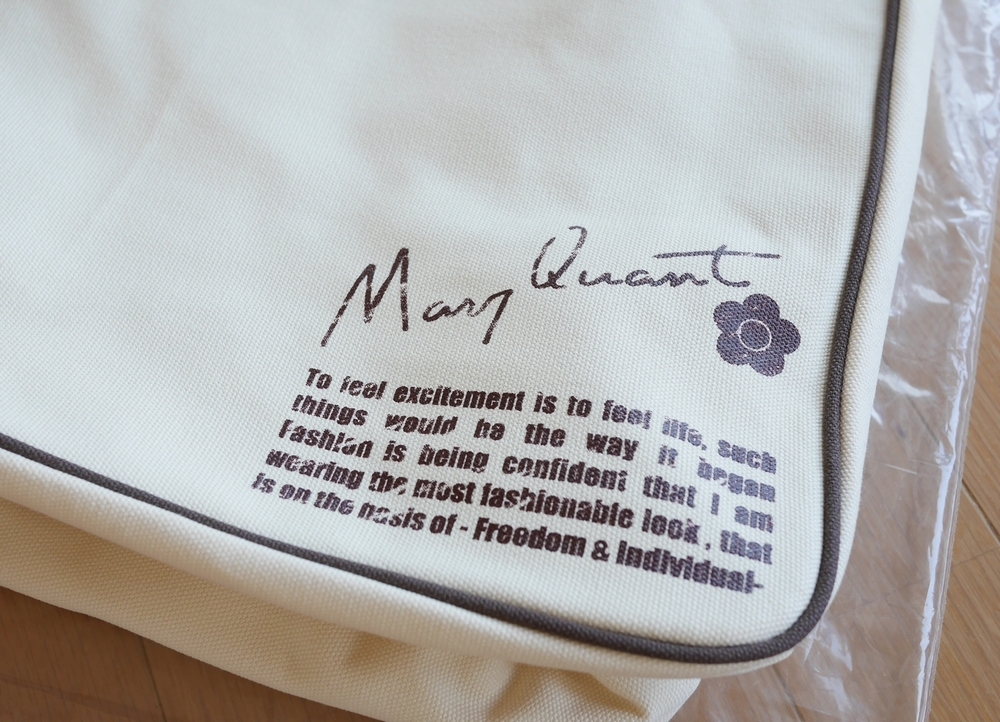 Mary Quant
To feel excitement is to feel life, such
things would be the way it began
Fashion is being confident that I am
wearing the most fashionable look, that
is on the basis of - Freedom & Individual-